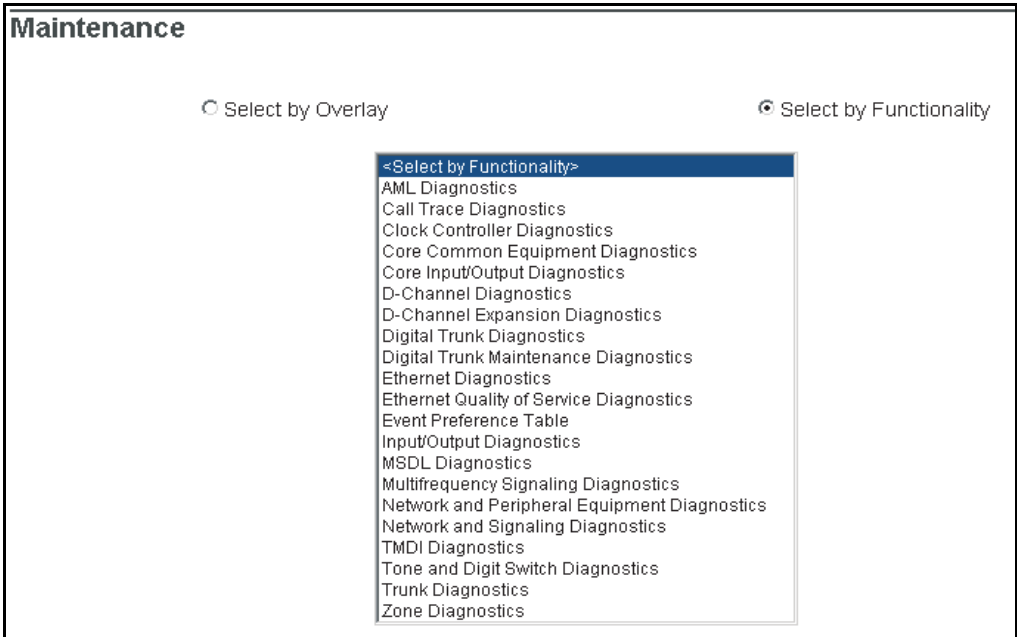 Maintenance
Select by Overlay
Select by Functionality
<Select by Functionality>
AML Diagnostics
Call Trace Diagnostics
Clock Controller Diagnostics
Core Common Equipment Diagnostics
Core Input/Output Diagnostics
D-Channel Diagnostics
D-Channel Expansion Diagnostics
Digital Trunk Diagnostics
Digital Trunk Maintenance Diagnostics
Ethernet Diagnostics
Ethernet Quality of Service Diagnostics
Event Preference Table
Input/Output Diagnostics
MSDL Diagnostics
Multifrequency Signaling Diagnostics
Network and Peripheral Equipment Diagnostics
Network and Signaling Diagnostics
TMDI Diagnostics
Tone and Digit Switch Diagnostics
Trunk Diagnostics
Zone Diagnostics